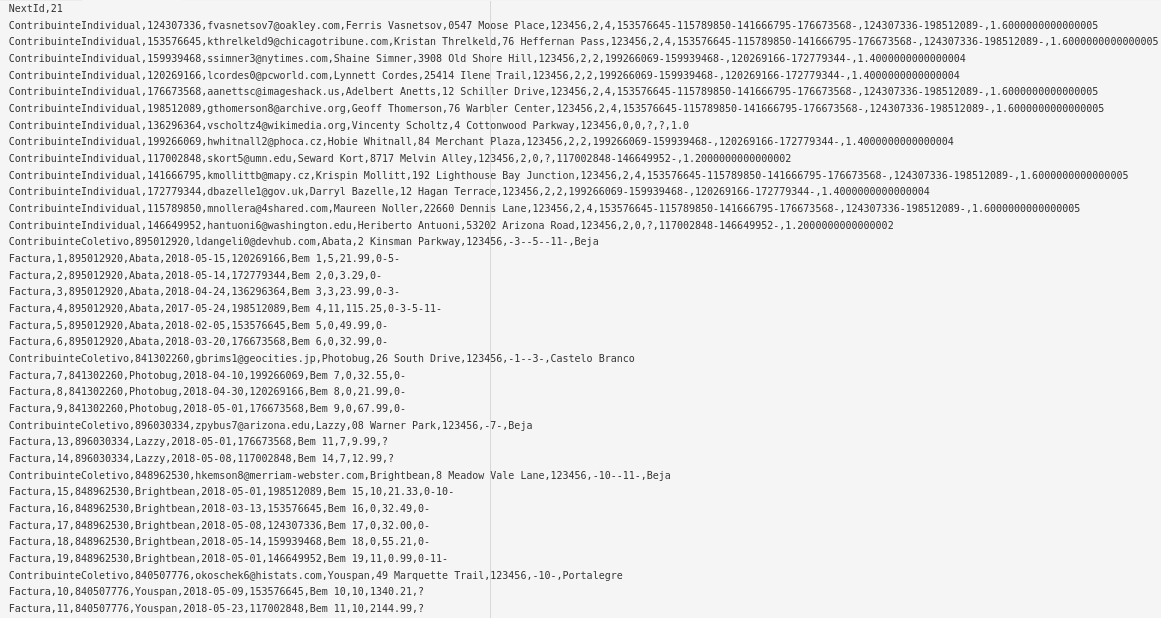 NextId,21
ContribuinteIndividual,124307336,fvasnetsov7@oakley.com,Ferris Vasnetsov,0547 Moose Place,123456,2,4,153576645-115789850-141666795-176673568-,124307336-198512089-,1.6000000000000005
ContribuinteIndividual,153576645,kthrelkeld9@chicagotribune.com,Kristan Threlkeld,76 Heffernan Pass,123456,2,4,153576645-115789850-141666795-176673568-,124307336-198512089-,1.6000000000000005
ContribuinteIndividual,159939468,ssimner3@nytimes.com,Shaine Simner,3908 Old Shore Hill,123456,2,2,199266069-159939468-,120269166-172779344-,1.4000000000000004
ContribuinteIndividual,120269166,lcordes0@pcworld.com,Lynnett Cordes,25414 Ilene Trail,123456,2,2,199266069-159939468-,120269166-172779344-,1.4000000000000004
ContribuinteIndividual,176673568,aanettsc@imageshack.us,Adelbert Anetts,12 Schiller Drive,123456,2,4,153576645-115789850-141666795-176673568-,124307336-198512089-,1.6000000000000005
ContribuinteIndividual,198512089,gthomerson8@archive.org,Geoff Thomerson,76 Warbler Center,123456,2,4,153576645-115789850-141666795-176673568-,124307336-198512089-,1.6000000000000005
ContribuinteIndividual,136296364,vscholtz4@wikimedia.org,Vincenty Scholtz,4 Cottonwood Parkway,123456,0,0,?,?,1.0
ContribuinteIndividual,199266069,hwhitnall2@phoca.cz,Hobie Whitnall,84 Merchant Plaza,123456,2,2,199266069-159939468-,120269166-172779344-,1.4000000000000004
ContribuinteIndividual,117002848,skort5@umn.edu,Seward Kort,8717 Melvin Alley,123456,2,0,?,117002848-146649952-,1.2000000000000002
ContribuinteIndividual,141666795,kmollittb@mapy.cz,Krispin Mollitt,192 Lighthouse Bay Junction,123456,2,4,153576645-115789850-141666795-176673568-,124307336-198512089-,1.6000000000000005
ContribuinteIndividual,172779344,dbazelle1@gov.uk,Darryl Bazelle,12 Hagan Terrace,123456,2,2,199266069-159939468-,120269166-172779344-,1.4000000000000004
ContribuinteIndividual,115789850,mnollera@4shared.com,Maureen Noller,22660 Dennis Lane,123456,2,4,153576645-115789850-141666795-176673568-,124307336-198512089-,1.6000000000000005
ContribuinteIndividual,146649952,hantuoni6@washington.edu,Heriberto Antuoni,53202 Arizona Road,123456,2,0,?,117002848-146649952-,1.2000000000000002
ContribuinteColetivo,895012920,ldangeli0@devhub.com,Abata,2 Kinsman Parkway,123456,-3--5--11-,Beja
Factura,1,895012920,Abata,2018-05-15,120269166,Bem 1,5,21.99,0-5-
Factura,2,895012920,Abata,2018-05-14,172779344,Bem 2,0,3.29,0-
Factura,3,895012920,Abata,2018-04-24,136296364,Bem 3,3,23.99,0-3-
Factura,4,895012920,Abata,2017-05-24,198512089,Bem 4,11,115.25,0-3-5-11-
Factura,5,895012920,Abata,2018-02-05,153576645,Bem 5,0,49.99,0-
Factura,6,895012920,Abata,2018-03-20,176673568,Bem 6,0,32.99,0-
ContribuinteColetivo,841302260,gbrims1@geocities.jp,Photobug,26 South Drive,123456,-1--3-,Castelo Branco
Factura,7,841302260,Photobug,2018-04-10,199266069,Bem 7,0,32.55,0-
Factura,8,841302260,Photobug,2018-04-30,120269166,Bem 8,0,21.99,0-
Factura,9,841302260,Photobug,2018-05-01,176673568,Bem 9,0,67.99,0-
ContribuinteColetivo,896030334,zpybus7@arizona.edu,Lazzy,08 Warner Park,123456,-7-,Beja
Factura,13,896030334,Lazzy,2018-05-01,176673568,Bem 11,7,9.99,?
Factura,14,896030334,Lazzy,2018-05-08,117002848,Bem 14,7,12.99,?
ContribuinteColetivo,848962530,hkemson8@merriam-webster.com,Brightbean,8 Meadow Vale Lane,123456,-10--11-,Beja
Factura,15,848962530,Brightbean,2018-05-01,198512089,Bem 15,10,21.33,0-10-
Factura,16,848962530,Brightbean,2018-03-13,153576645,Bem 16,0,32.49,0-
Factura,17,848962530,Brightbean,2018-05-08,124307336,Bem 17,0,32.00,0-
Factura,18,848962530,Brightbean,2018-05-14,159939468,Bem 18,0,55.21,0-
Factura,19,848962530,Brightbean,2018-05-01,146649952,Bem 19,11,0.99,0-11-
ContribuinteColetivo,840507776,okoschek6@histats.com,Youspan,49 Marquette Trail,123456,-10-,Portalegre
Factura,10,840507776,Youspan,2018-05-09,153576645,Bem 10,10,1340.21,?
Factura,11,840507776,Youspan,2018-05-23,117002848,Bem 11,10,2144.99,?